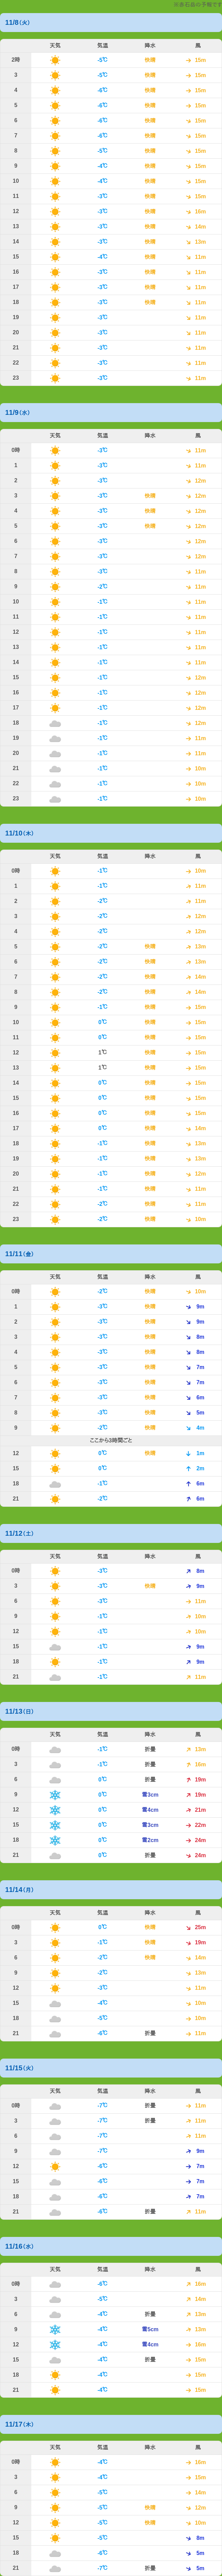 11/8（火）
天気 気温 降水 風
2時 -5℃ 快晴 15m
3 -5℃ 快晴 15m
4 -6℃ 快晴 15m
5 -6℃ 快晴 15m
6 -6℃ 快晴 15m
7 -6℃ 快晴 15m
8 -5℃ 快晴 15m
9 -4℃ 快晴 15m
10 -4℃ 快晴 15m
11 -3℃ 快晴 15m
12 -3℃ 快晴 16m
13 -3℃ 快晴 14m
14 -3℃ 快晴 13m
15 -4℃ 快晴 11m
16 -3℃ 快晴 11m
17 -3℃ 快晴 11m
18 -3℃ 快晴 11m
19 -3℃ 11m
20 -3℃ 11m
21 -3℃ 11m
22 -3℃ 11m
23 -3℃ 11m
11/9（水）
天気 気温 降水 風
0時 -3℃ 11m
1 -3℃ 11m
2 -3℃ 12m
3 -3℃ 快晴 12m
4 -3℃ 快晴 12m
5 -3℃ 快晴 12m
6 -3℃ 12m
7 -3℃ 12m
8 -3℃ 11m
9 -2℃ 11m
10 -1℃ 11m
11 -1℃ 11m
12 -1℃ 11m
13 -1℃ 11m
14 -1℃ 11m
15 -1℃ 12m
16 -1℃ 12m
17 -1℃ 12m
18 -1℃ 12m
19 -1℃ 11m
20 -1℃ 11m
21 -1℃ 10m
22 -1℃ 10m
23 -1℃ 10m
11/10（木）
天気 気温 降水 風
0時 -1℃ 10m
1 -1℃ 11m
2 -2℃ 11m
3 -2℃ 12m
4 -2℃ 12m
5 -2℃ 快晴 13m
6 -2℃ 快晴 13m
7 -2℃ 快晴 14m
8 -2℃ 快晴 14m
9 -1℃ 快晴 15m
10 0℃ 快晴 15m
11 0℃ 快晴 15m
12 1℃ 快晴 15m
13 1℃ 快晴 15m
14 0℃ 快晴 15m
15 0℃ 快晴 15m
16 0℃ 快晴 15m
17 0℃ 快晴 14m
18 -1℃ 快晴 13m
19 -1℃ 快晴 13m
20 -1℃ 快晴 12m
21 -1℃ 快晴 11m
22 -2℃ 快晴 11m
23 -2℃ 快晴 10m
11/11（金）
天気 気温 降水 風
0時 -2℃ 快晴 10m
1 -3℃ 快晴 9m
2 -3℃ 快晴 9m
3 -3℃ 快晴 8m
4 -3℃ 快晴 8m
5 -3℃ 快晴 7m
6 -3℃ 快晴 7m
7 -3℃ 快晴 6m
8 -3℃ 快晴 5m
9 -2℃ 快晴 4m
ここから3時間ごと
12 0℃ 快晴 1m
15 0℃ 2m
18 -1℃ 6m
21 -2℃ 6m
11/12（土）
天気 気温 降水 風
0時 -3℃ 8m
3 -3℃ 快晴 9m
6 -3℃ 11m
9 -1℃ 10m
12 -1℃ 10m
15 -1℃ 9m
18 -1℃ 9m
21 -1℃ 11m
11/13（日）
天気 気温 降水 風
0時 -1℃ 折曇 13m
3 -1℃ 折曇 16m
6 0℃ 折曇 19m
9 0℃ 雪3cm 19m
12 0℃ 雪4cm 21m
15 0℃ 雪3cm 22m
18 0℃ 雪2cm 24m
21 0℃ 折曇 24m
11/14（月）
天気 気温 降水 風
0時 0℃ 快晴 25m
3 -1℃ 快晴 19m
6 -2℃ 快晴 14m
9 -2℃ 13m
12 -3℃ 11m
15 -4℃ 10m
18 -5℃ 10m
21 -6℃ 折曇 11m
11/15（火）
天気 気温 降水 風
0時 -7℃ 折曇 11m
3 -7℃ 折曇 11m
6 -7℃ 11m
9 -7℃ 9m
12 -6℃ 7m
15 -6℃ 7m
18 -6℃ 7m
21 -6℃ 折曇 11m
11/16（水）
天気 気温 降水 風
0時 -6℃ 16m
3 -5℃ 14m
6 -4℃ 折曇 13m
9 -4℃ 雪5cm 13m
12 -4℃ 雪4cm 16m
15 -4℃ 折曇 15m
18 -4℃ 15m
21 -4℃ 15m
11/17（木）
天気 気温 降水 風
0時 -4℃ 16m
3 -4℃ 15m
6 -5℃ 14m
9 -5℃ 快晴 12m
12 -5℃ 快晴 10m
15 -5℃ 8m
18 -6℃ 5m
21 -7℃ 折曇 5m